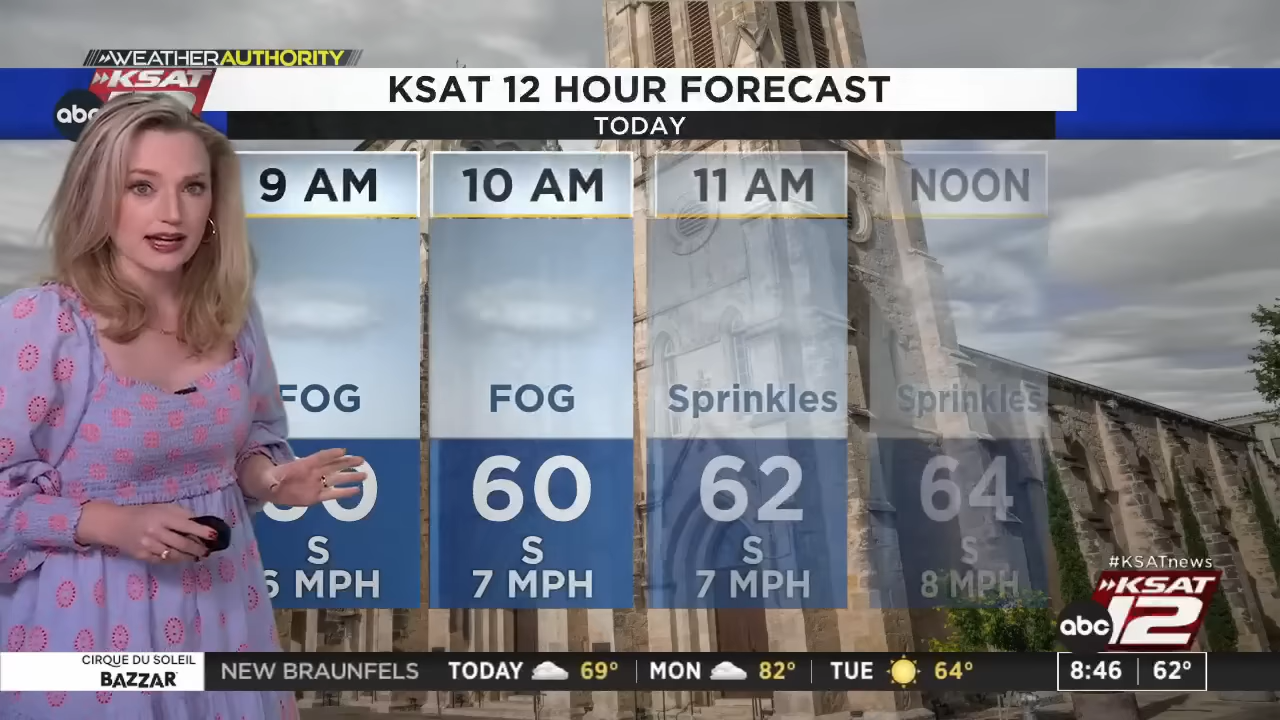 WEATHERAUTHORITY
KSAT
abc
KSAT 12 HOUR FORECAST
TODAY
9 AM
10 AM
11 AM
NOON
FOG
FOG
Sprinkles
Sprinkles
60
62
64
S
S
S
S
6 MPH
7 MPH
7 MPH
8 MPH
#KSATnews
KSAT
abc
12
CIRQUE DU SOLEIL
BAZZAR
NEW BRAUNFELS
TODAY 69°
MON 82°
TUE 64°
8:46
62°